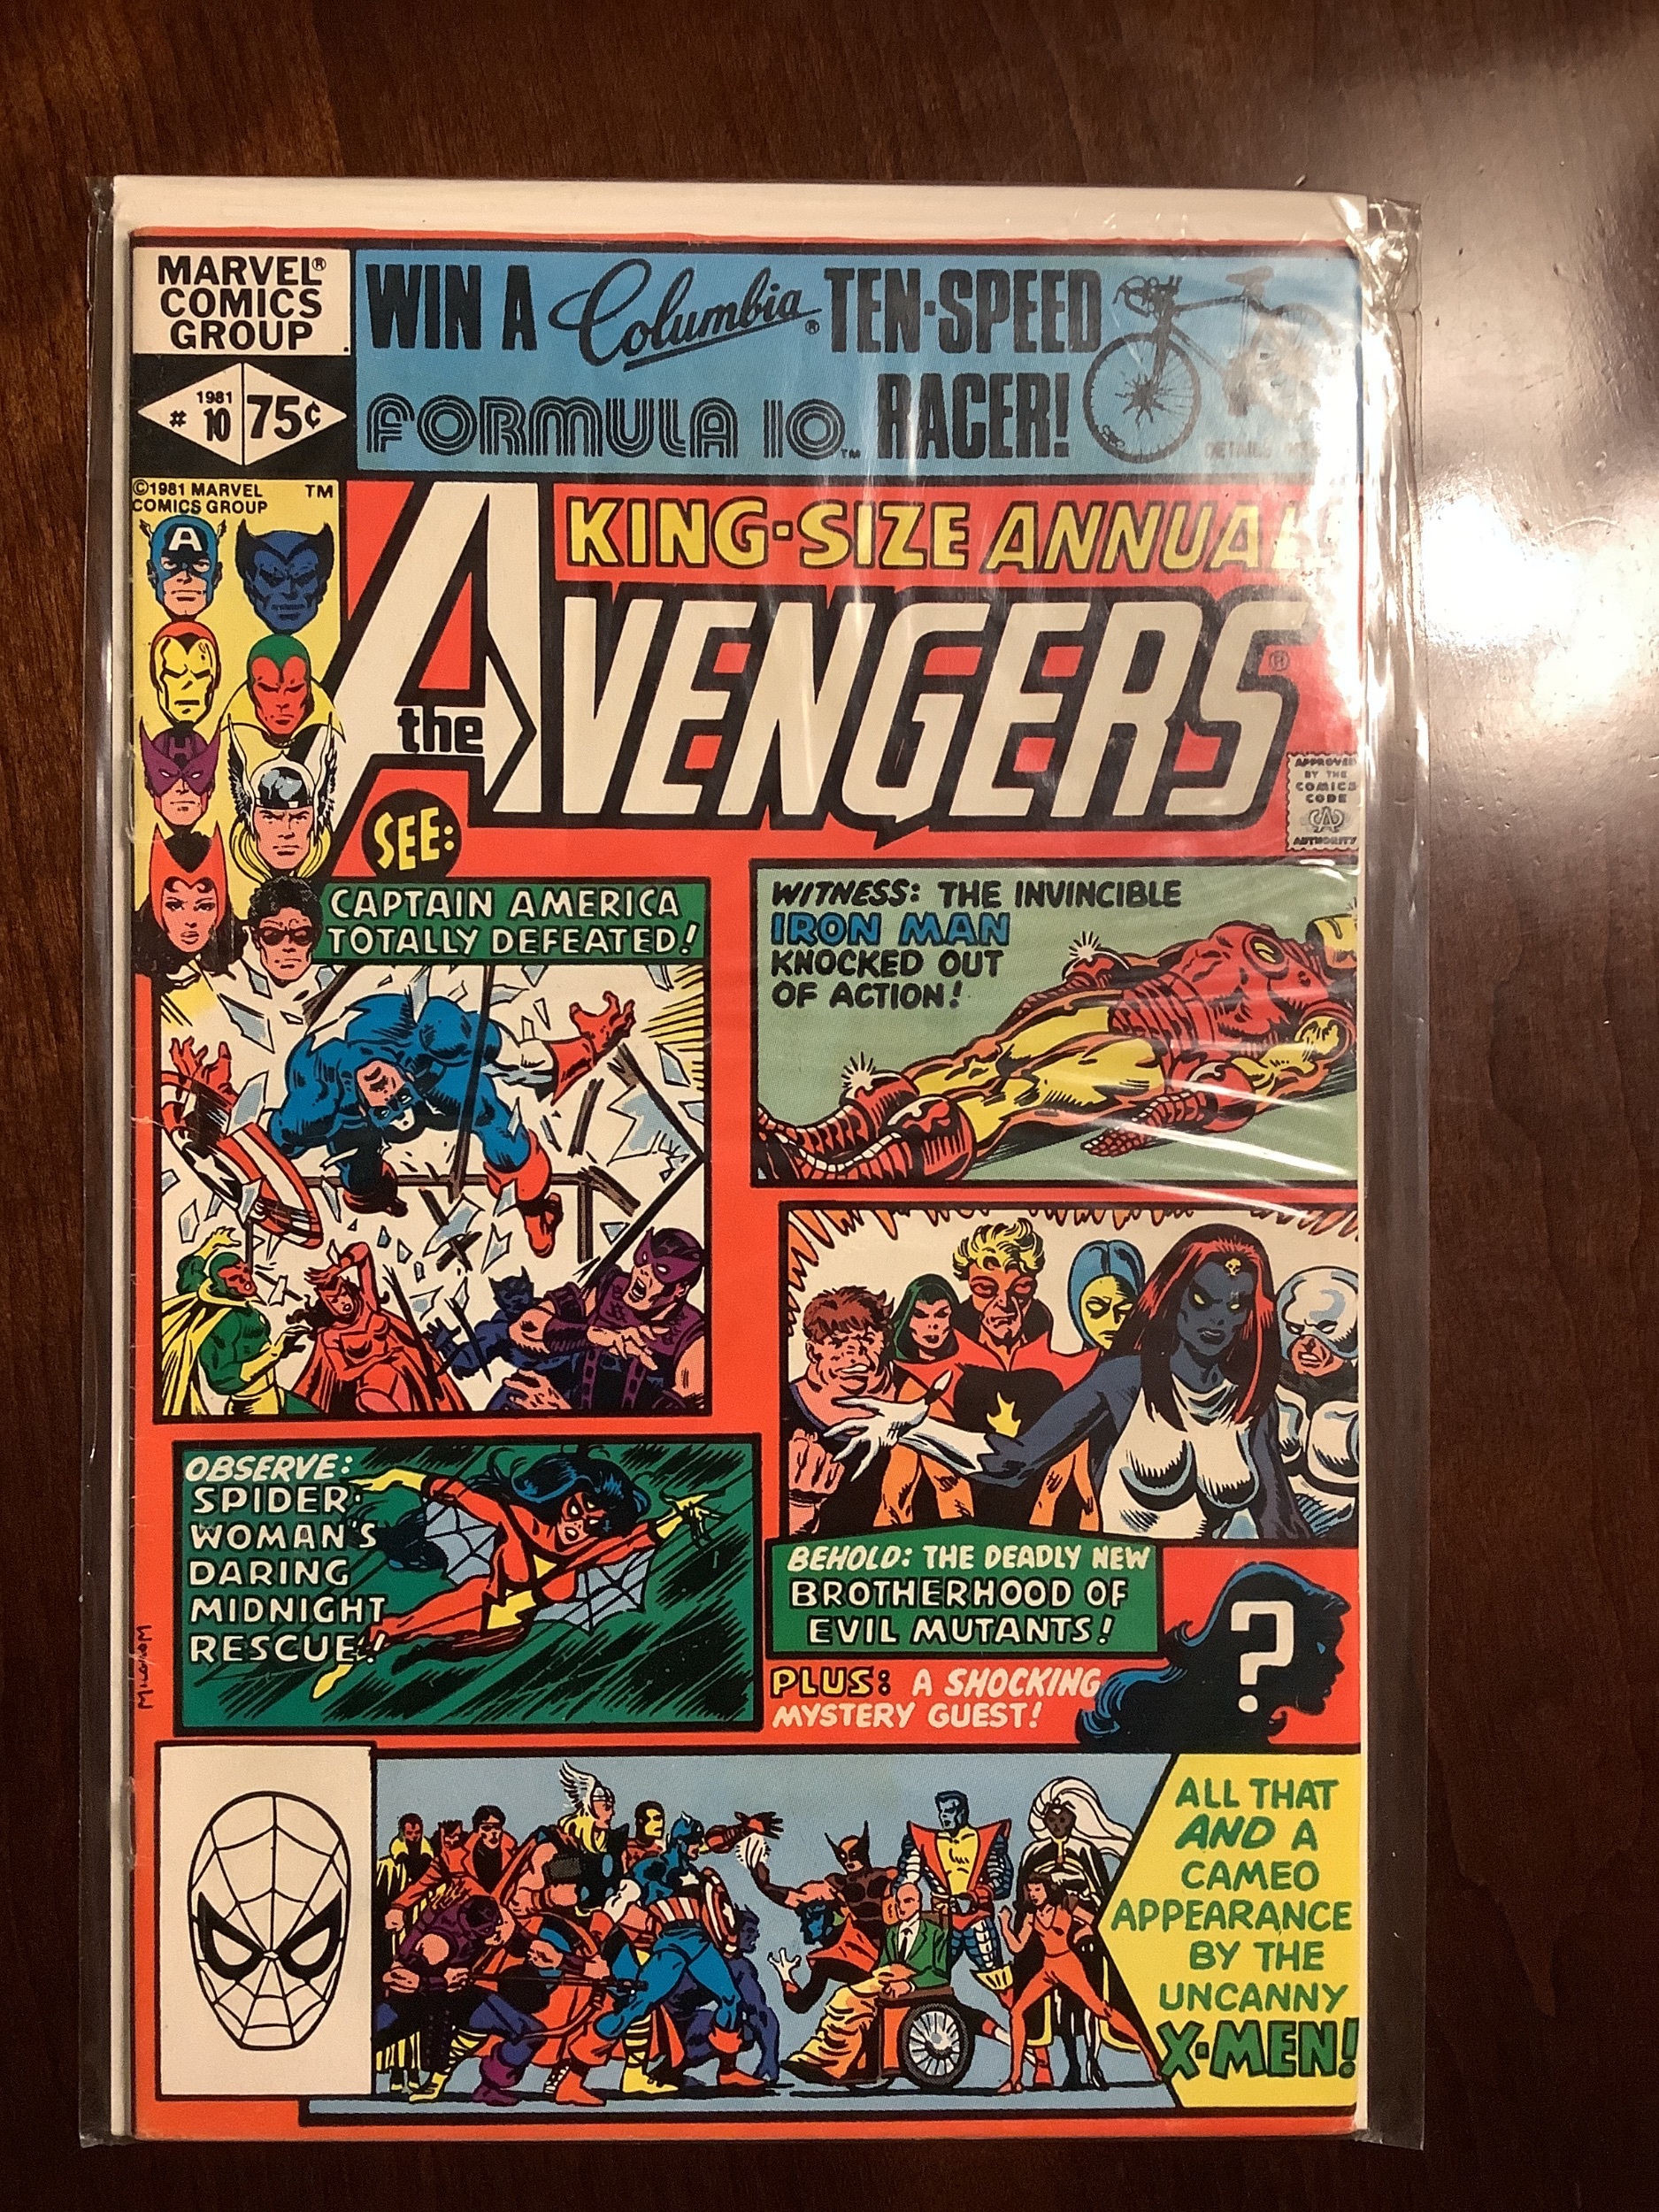 MARVEL®
COMICS
GROUP
WIN A Columbia® TEN-SPEED
FORMULA 10™ RACER!
# 1981
10 75¢
©1981 MARVEL TM
COMICS GROUP
A
H
KING-SIZE ANNUAL
the AVENGERS®
APPROVED
BY THE
COMICS
CODE
CA
AUTHORITY
SEE:
CAPTAIN AMERICA
TOTALLY DEFEATED!
WITNESS: THE INVINCIBLE
IRON MAN
KNOCKED OUT
OF ACTION!
OBSERVE:
SPIDER-
WOMAN'S
DARING
MIDNIGHT
RESCUE!
MILGROM
BEHOLD: THE DEADLY NEW
BROTHERHOOD OF
EVIL MUTANTS!
PLUS: A SHOCKING
MYSTERY GUEST!
?
ALL THAT
AND A
CAMEO
APPEARANCE
BY THE
UNCANNY
X-MEN!